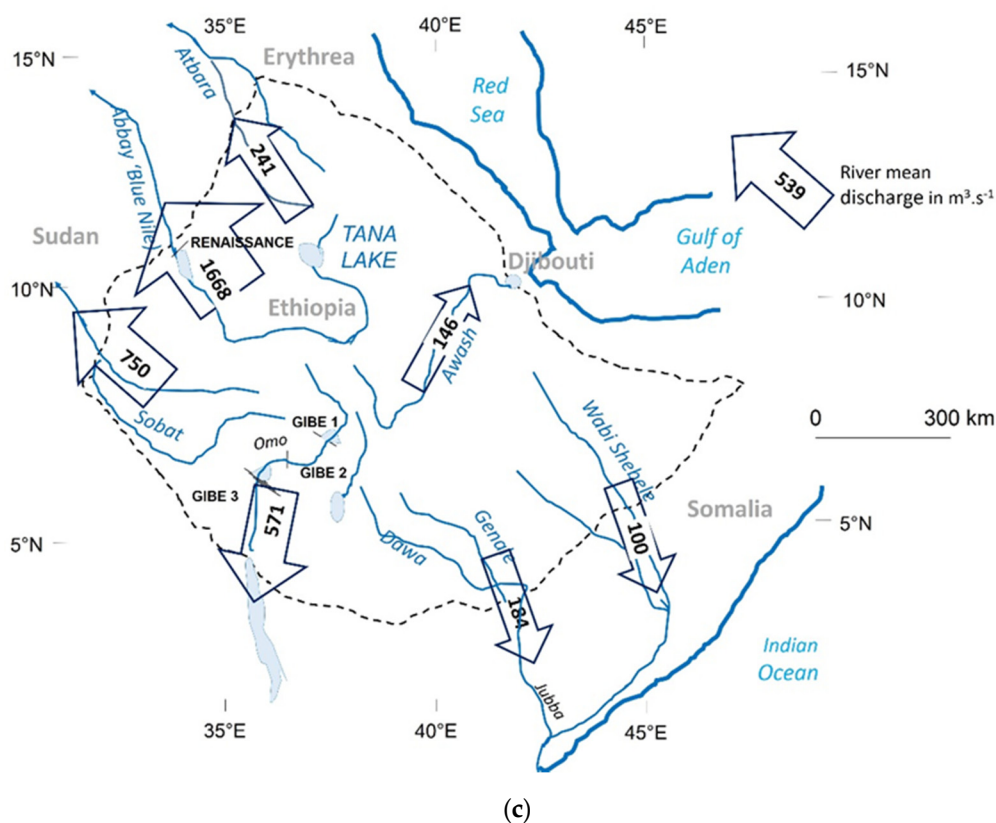 35°E
40°E
45°E
15°N
Erythrea
15°N
Atbara
Red
Sea
Abbay ‘Blue Nile)
241
539
River mean
discharge in m³.s⁻¹
Sudan
RENAISSANCE
TANA
LAKE
Gulf of
Aden
Djibouti
1668
10°N
Ethiopia
10°N
146
Awash
750
Sobat
GIBE 1
Omo
GIBE 2
GIBE 3
Wabi Shebele
0
300 km
571
Somalia
5°N
5°N
Dawa
Genale
100
184
Indian
Ocean
Jubba
35°E
40°E
45°E
(c)